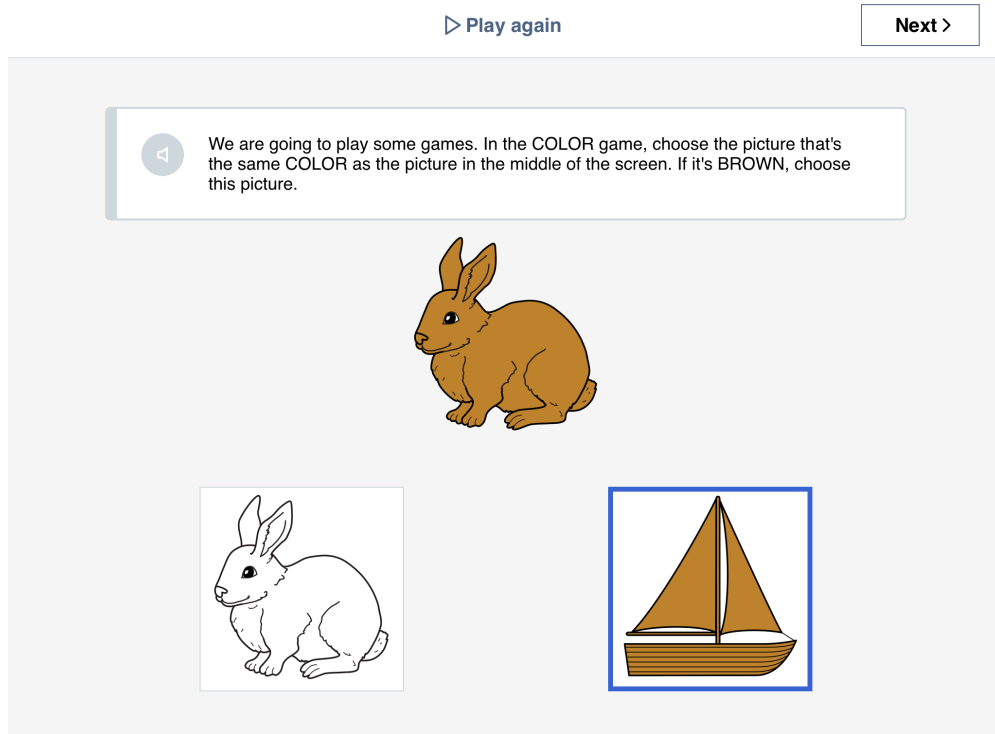 Play again
Next
We are going to play some games. In the COLOR game, choose the picture that's
the same COLOR as the picture in the middle of the screen. If it's BROWN, choose
this picture.